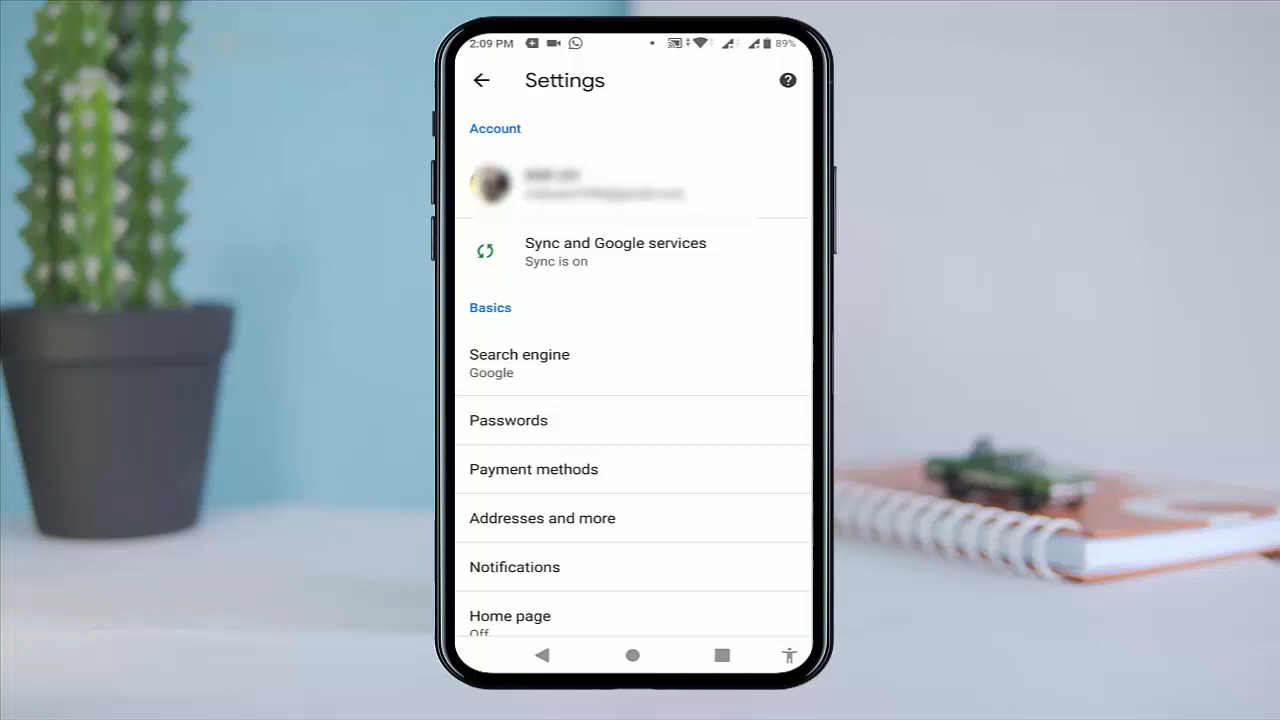 2:09 PM
89%
Settings
Account
Sync and Google services
Sync is on
Basics
Search engine
Google
Passwords
Payment methods
Addresses and more
Notifications
Home page
Off